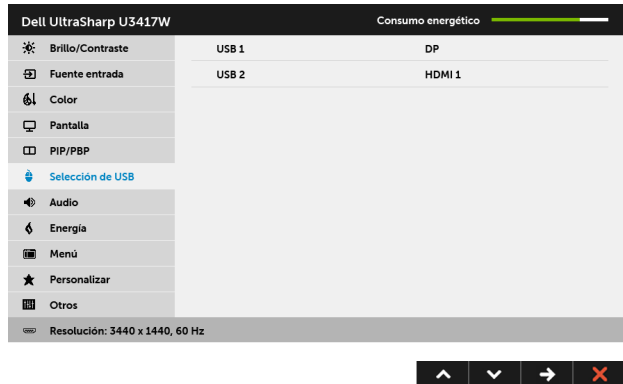 Dell UltraSharp U3417W Consumo energético
Brillo/Contraste USB 1 DP
Fuente entrada USB 2 HDMI 1
Color
Pantalla
PIP/PBP
Selección de USB
Audio
Energía
Menú
Personalizar
Otros
Resolución: 3440 x 1440, 60 Hz